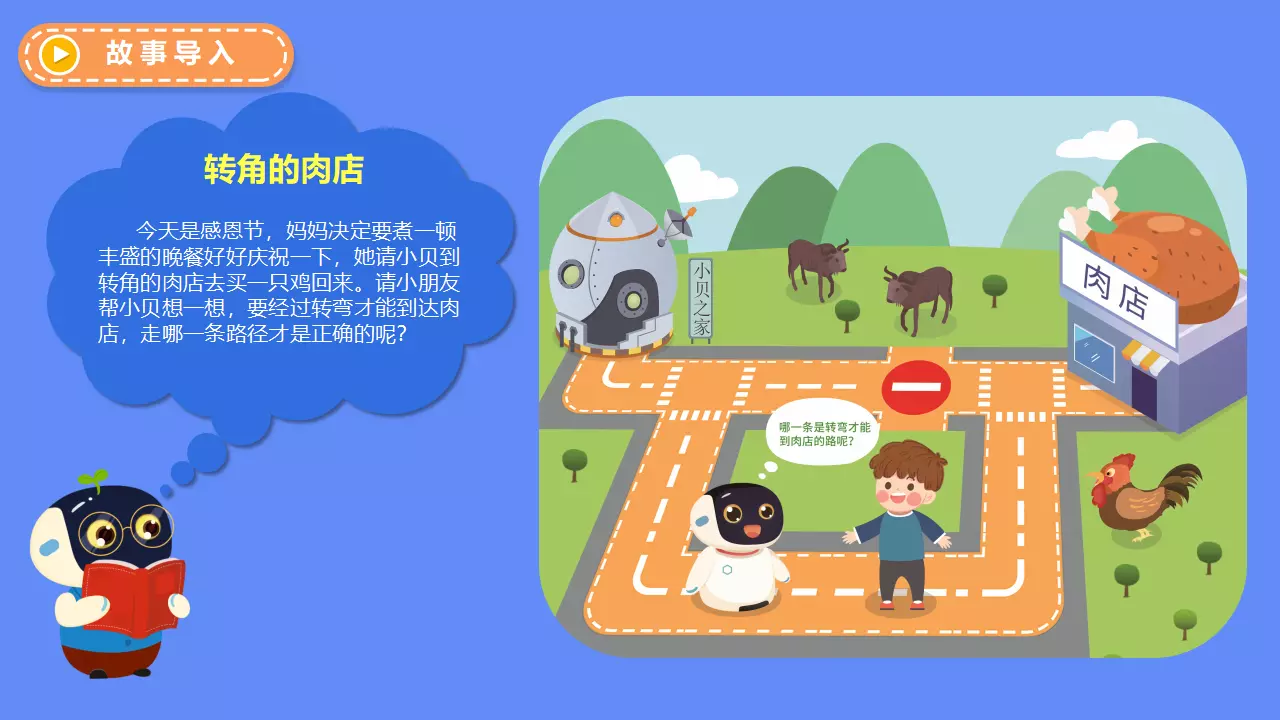 故事导入
转角的肉店
今天是感恩节，妈妈决定要煮一顿
丰盛的晚餐好好庆祝一下，她请小贝到
转角的肉店去买一只鸡回来。请小朋友
帮小贝想一想，要经过转弯才能到达肉
店，走哪一条路径才是正确的呢？
小贝之家
肉店
哪一条是转弯才能
到肉店的路呢？